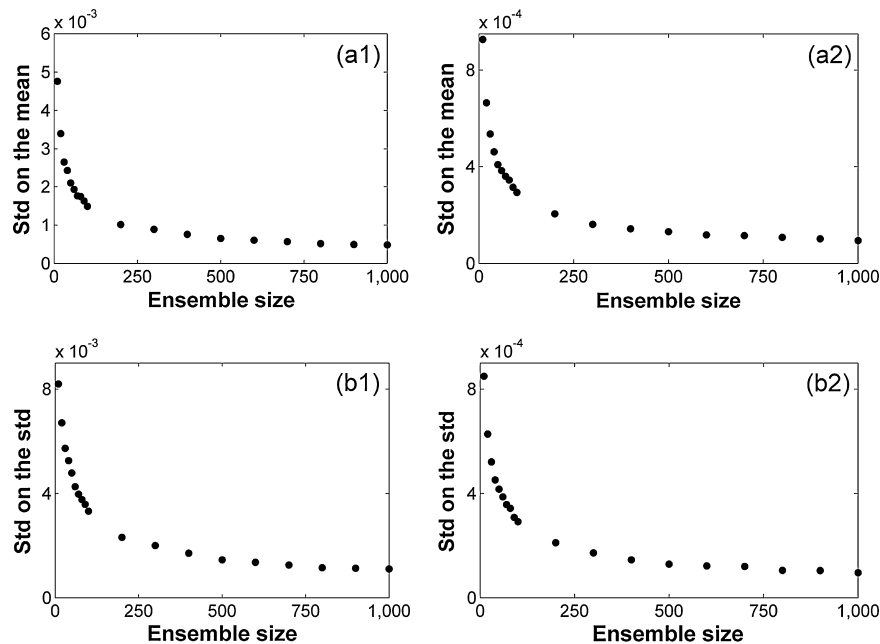 x 10-3
6
5
4
3
2
1
0
Std on the mean
(a1)
0 250 500 750 1,000
Ensemble size
x 10-4
8
4
0
Std on the mean
(a2)
0 250 500 750 1,000
Ensemble size
x 10-3
8
4
0
Std on the std
(b1)
0 250 500 750 1,000
Ensemble size
x 10-4
8
4
0
Std on the std
(b2)
0 250 500 750 1,000
Ensemble size